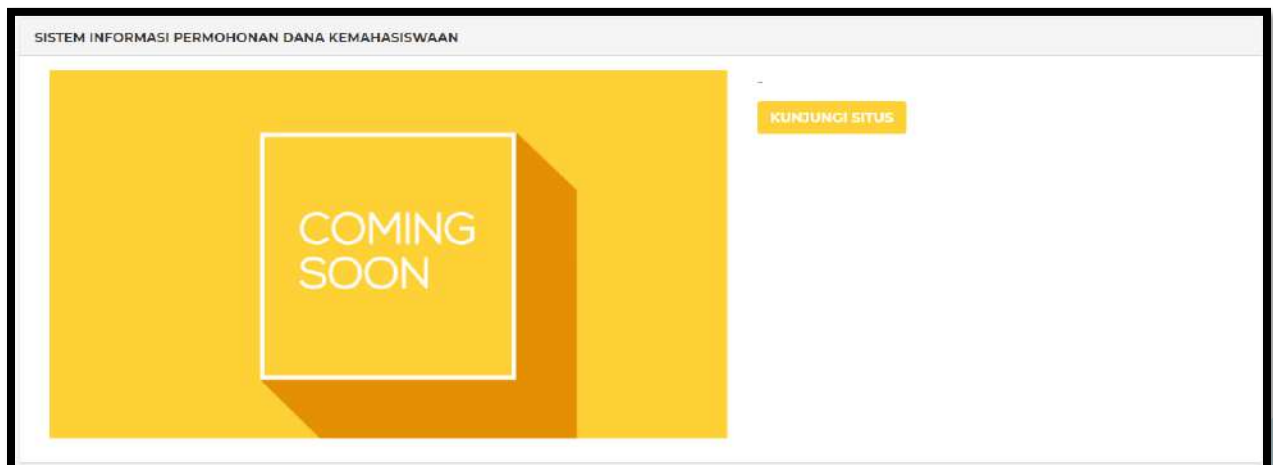 SISTEM INFORMASI PERMOHONAN DANA KEMAHASISWAAN
COMING
SOON
-
KUNJUNGI SITUS